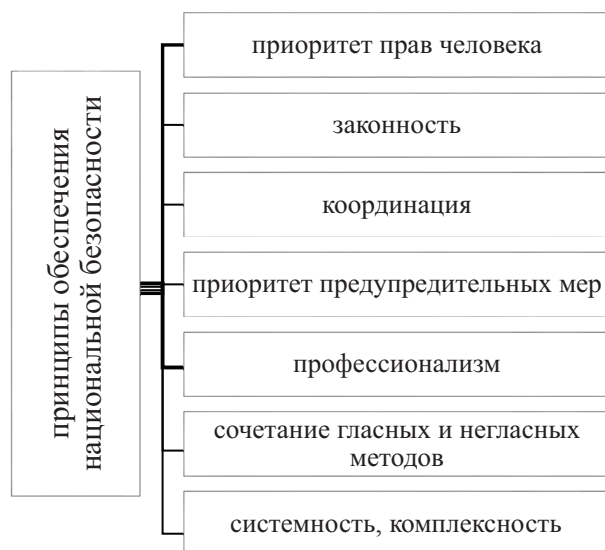 принципы обеспечения
национальной безопасности
приоритет прав человека
законность
координация
приоритет предупредительных мер
профессионализм
сочетание гласных и негласных
методов
системность, комплексность